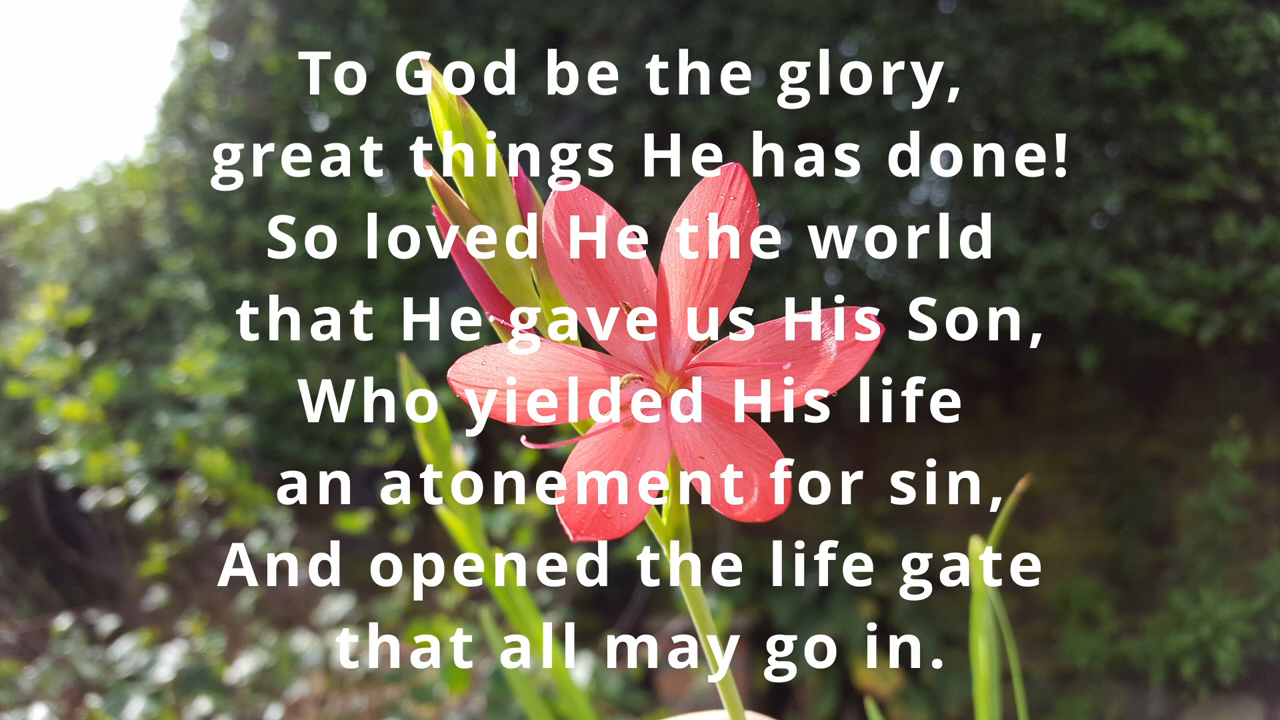 To God be the glory,
great things He has done!
So loved He the world
that He gave us His Son,
Who yielded His life
an atonement for sin,
And opened the life gate
that all may go in.